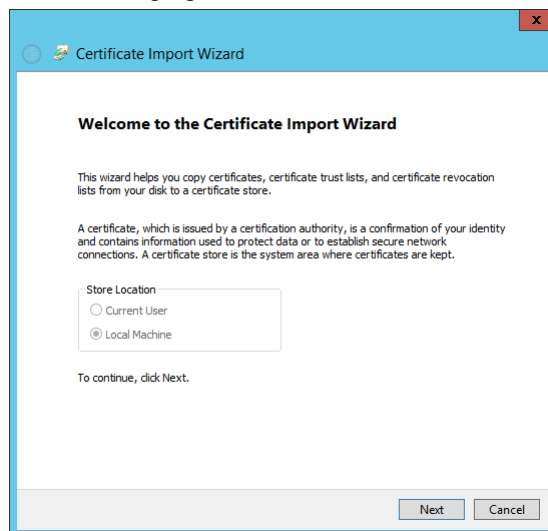 x
Certificate Import Wizard
Welcome to the Certificate Import Wizard
This wizard helps you copy certificates, certificate trust lists, and certificate revocation
lists from your disk to a certificate store.
A certificate, which is issued by a certification authority, is a confirmation of your identity
and contains information used to protect data or to establish secure network
connections. A certificate store is the system area where certificates are kept.
Store Location
Current User
Local Machine
To continue, click Next.
Next Cancel